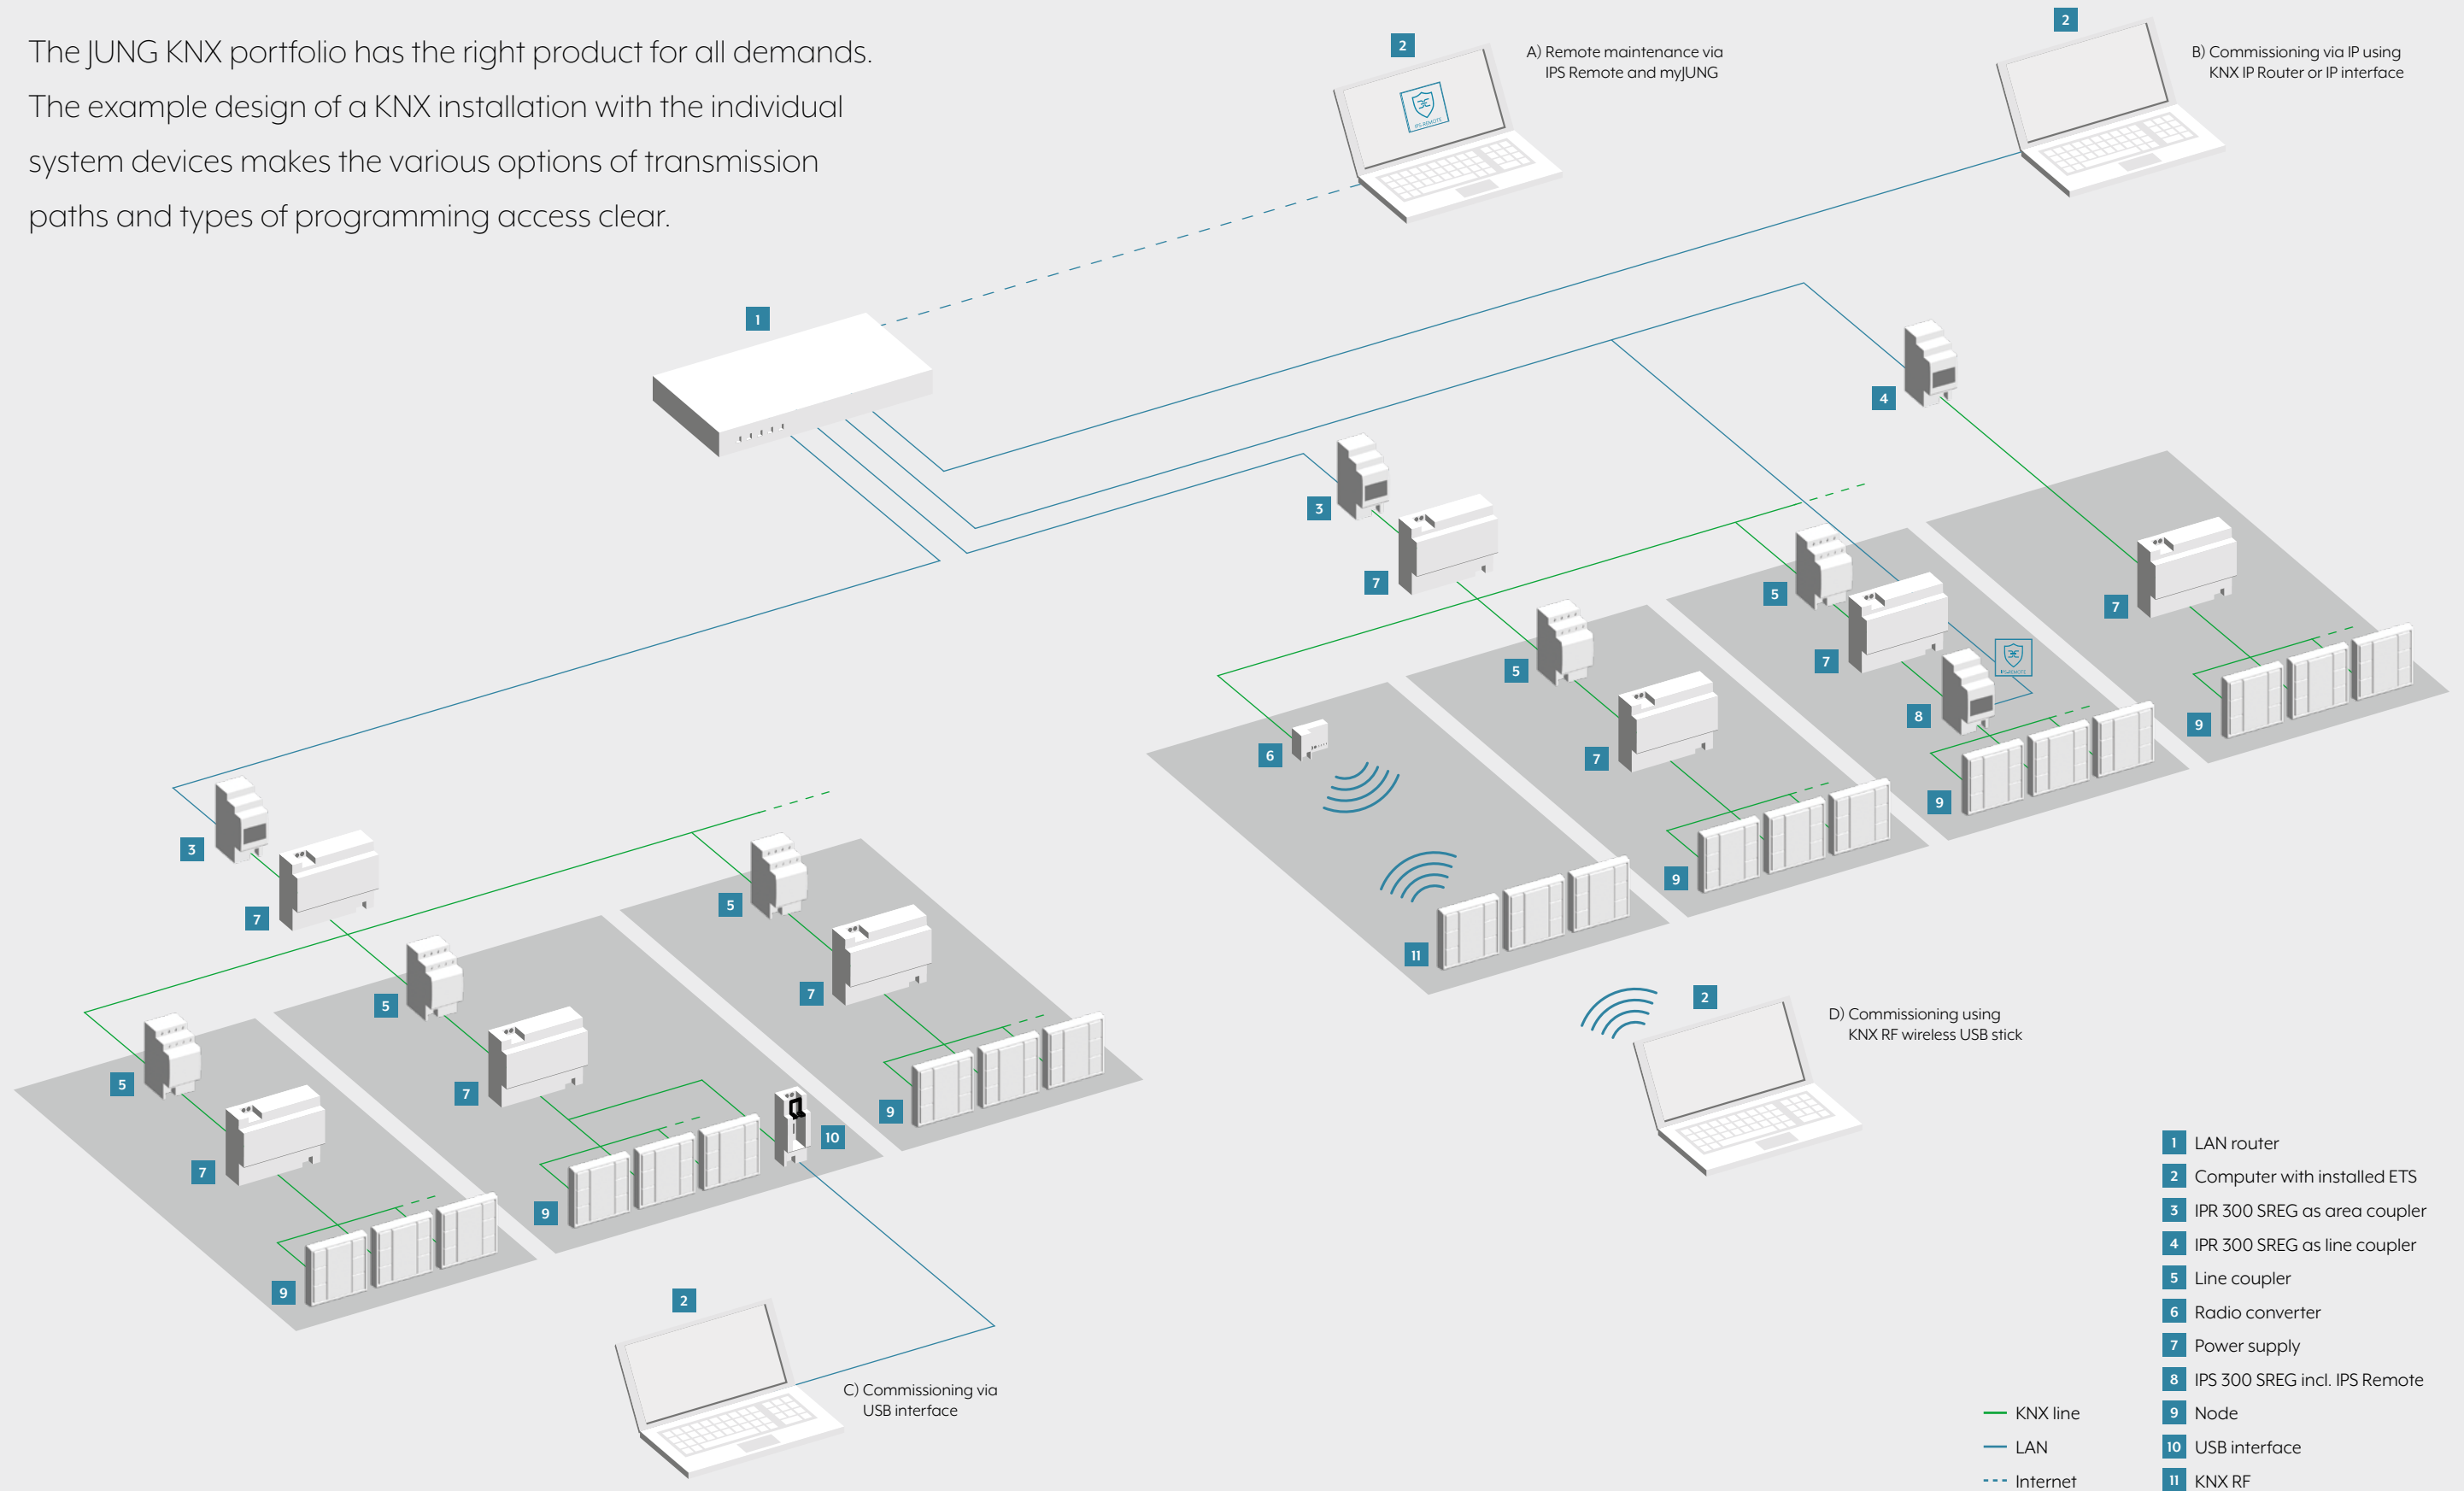 The JUNG KNX portfolio has the right product for all demands.
The example design of a KNX installation with the individual
system devices makes the various options of transmission
paths and types of programming access clear.
2
A) Remote maintenance via
IPS Remote and myJUNG
IPS-REMOTE
2
B) Commissioning via IP using
KNX IP Router or IP interface
1
4
3
7
5
7
5
7
8
IPS-REMOTE
7
9
6
5
7
9
9
11
3
7
5
7
5
7
10
9
5
7
9
9
2
D) Commissioning using
KNX RF wireless USB stick
2
C) Commissioning via
USB interface
KNX line
LAN
Internet
1 LAN router
2 Computer with installed ETS
3 IPR 300 SREG as area coupler
4 IPR 300 SREG as line coupler
5 Line coupler
6 Radio converter
7 Power supply
8 IPS 300 SREG incl. IPS Remote
9 Node
10 USB interface
11 KNX RF